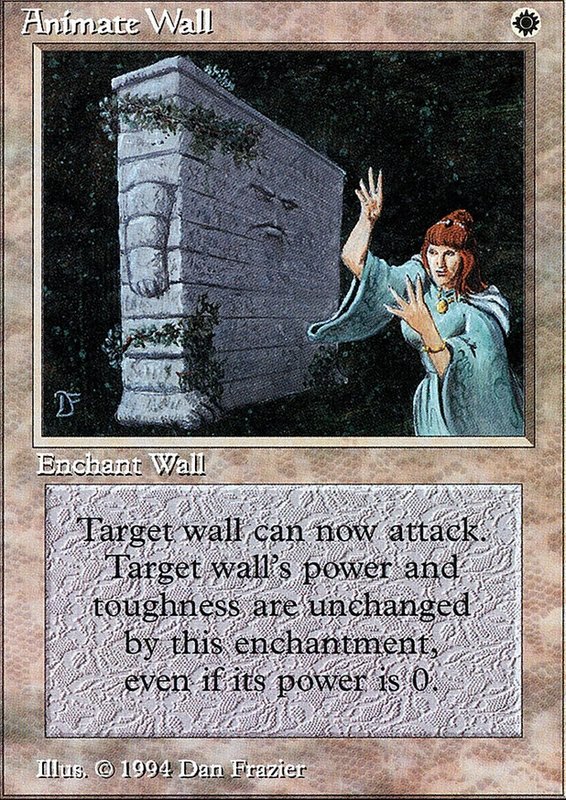 Animate Wall
DF
Enchant Wall
Target wall can now attack.
Target wall's power and
toughness are unchanged
by this enchantment,
even if its power is 0.
Illus. © 1994 Dan Frazier